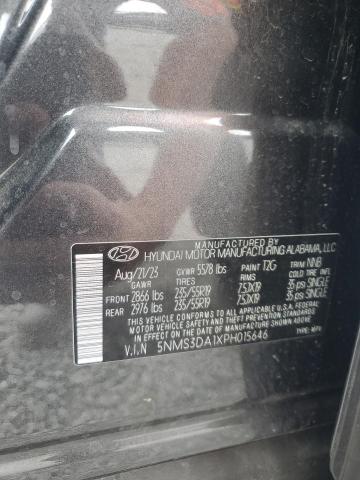 MANUFACTURED BY
HYUNDAI MOTOR MANUFACTURING ALABAMA, LLC
Aug/21/23 GVWR 5578 lbs PAINT T2G TRIM NNB
GAWR TIRES RIMS
FRONT 2866 lbs 235/55R19 7.5JX19 35 psi SINGLE
REAR 2976 lbs 235/55R19 7.5JX19 35 psi SINGLE
THIS VEHICLE CONFORMS TO ALL APPLICABLE U.S. FEDERAL
MOTOR VEHICLE SAFETY AND THEFT PREVENTION STANDARDS
IN EFFECT ON THE DATE OF MANUFACTURE SHOWN ABOVE.
V.I.N 5NMS3DA1XPH015646 TYPE: MPV